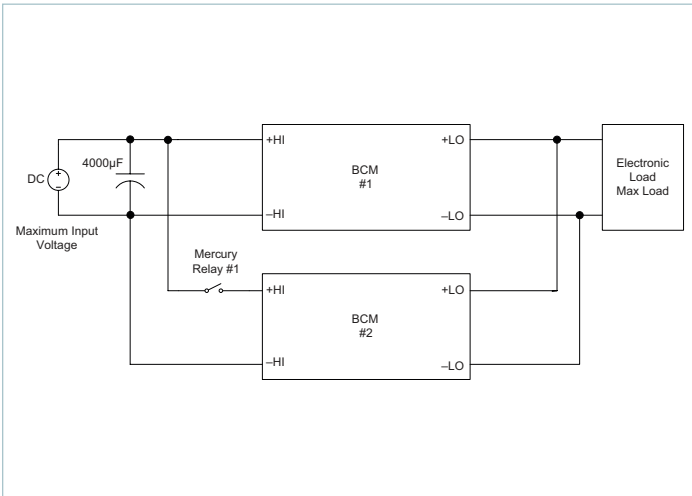 DC
+
–
Maximum Input
Voltage
4000µF
Mercury
Relay #1
+HI
–HI
BCM
#1
+LO
–LO
+HI
–HI
BCM
#2
+LO
–LO
Electronic
Load
Max Load